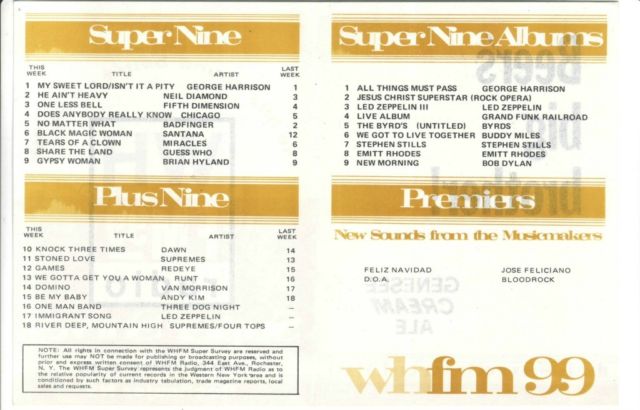 Super Nine
THIS WEEK TITLE ARTIST LAST WEEK
1 MY SWEET LORD/ISN'T IT A PITY GEORGE HARRISON 1
2 HE AIN'T HEAVY NEIL DIAMOND 3
3 ONE LESS BELL FIFTH DIMENSION 4
4 DOES ANYBODY REALLY KNOW CHICAGO 5
5 NO MATTER WHAT BADFINGER 2
6 BLACK MAGIC WOMAN SANTANA 12
7 TEARS OF A CLOWN MIRACLES 6
8 SHARE THE LAND GUESS WHO 8
9 GYPSY WOMAN BRIAN HYLAND 9
Plus Nine
THIS WEEK TITLE ARTIST LAST WEEK
10 KNOCK THREE TIMES DAWN 14
11 STONED LOVE SUPREMES 13
12 GAMES REDEYE 15
13 WE GOTTA GET YOU A WOMAN RUNT 16
14 DOMINO VAN MORRISON 17
15 BE MY BABY ANDY KIM 18
16 ONE MAN BAND THREE DOG NIGHT –
17 IMMIGRANT SONG LED ZEPPELIN –
18 RIVER DEEP, MOUNTAIN HIGH SUPREMES/FOUR TOPS –
NOTE: All rights in connection with the WHFM Super Survey are reserved and
further use may NOT be made for publishing or broadcasting purposes, without
prior and express written consent of WHFM Radio, 344 East Ave., Rochester,
N. Y. The WHFM Super Survey represents the judgment of WHFM Radio as to
the relative popularity of current records in the Western New York area and is
conditioned by such factors as industry tabulation, trade magazine reports, local
sales and requests.
Super Nine Albums
1 ALL THINGS MUST PASS GEORGE HARRISON
2 JESUS CHRIST SUPERSTAR (ROCK OPERA)
3 LED ZEPPELIN III LED ZEPPELIN
4 LIVE ALBUM GRAND FUNK RAILROAD
5 THE BYRD'S (UNTITLED) BYRDS
6 WE GOT TO LIVE TOGETHER BUDDY MILES
7 STEPHEN STILLS STEPHEN STILLS
8 EMITT RHODES EMITT RHODES
9 NEW MORNING BOB DYLAN
Premiers
New Sounds from the Musicmakers
FELIZ NAVIDAD JOSE FELICIANO
D.O.A. BLOODROCK
whfm 99
Beers
big
brother!
GENESEE
CREAM
ALE